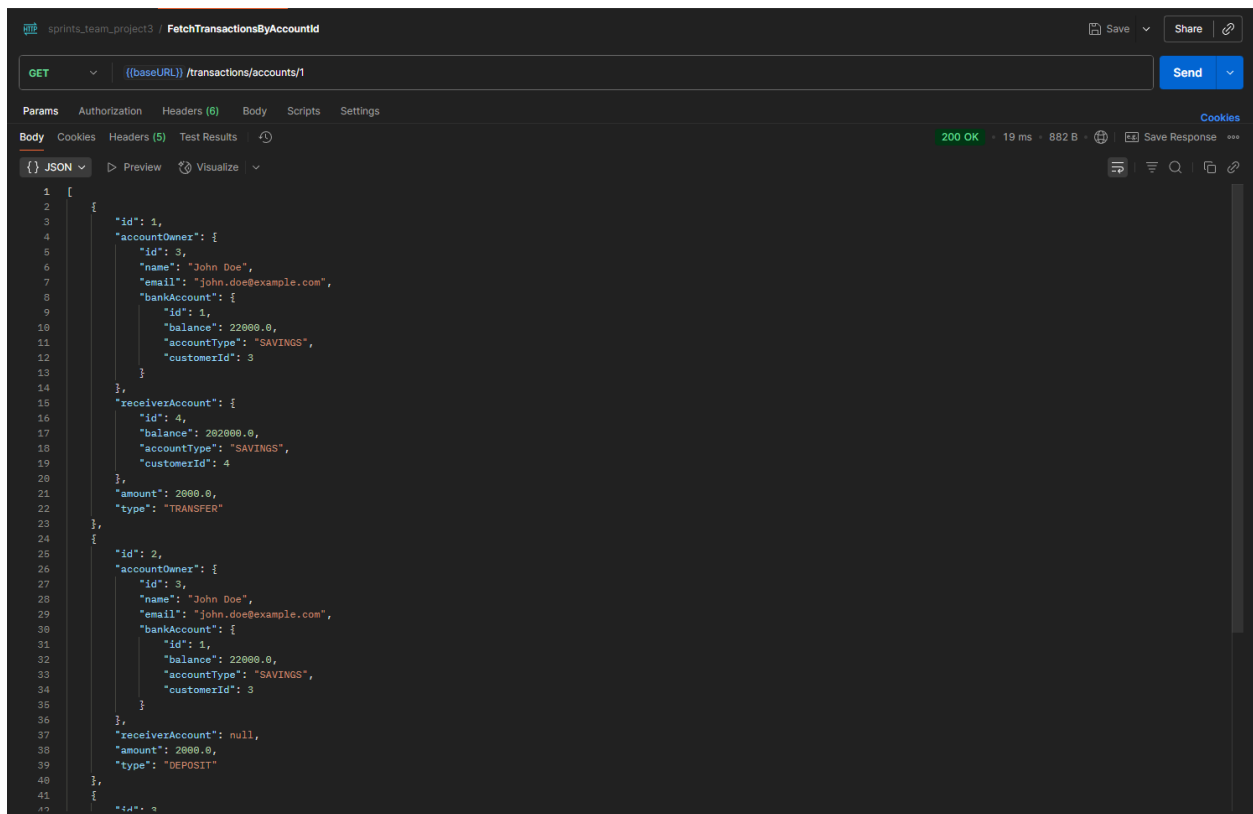 HTTP sprints_team_project3 / FetchTransactionsByAccountId Save Share
GET {{baseURL}} /transactions/accounts/1 Send
Params Authorization Headers (6) Body Scripts Settings Cookies
Body Cookies Headers (5) Test Results 200 OK 19 ms 882 B e.g. Save Response
{} JSON Preview Visualize
1 [
2 {
3 "id": 1,
4 "accountOwner": {
5 "id": 3,
6 "name": "John Doe",
7 "email": "john.doe@example.com",
8 "bankAccount": {
9 "id": 1,
10 "balance": 22000.0,
11 "accountType": "SAVINGS",
12 "customerId": 3
13 }
14 },
15 "receiverAccount": {
16 "id": 4,
17 "balance": 202000.0,
18 "accountType": "SAVINGS",
19 "customerId": 4
20 },
21 "amount": 2000.0,
22 "type": "TRANSFER"
23 },
24 {
25 "id": 2,
26 "accountOwner": {
27 "id": 3,
28 "name": "John Doe",
29 "email": "john.doe@example.com",
30 "bankAccount": {
31 "id": 1,
32 "balance": 22000.0,
33 "accountType": "SAVINGS",
34 "customerId": 3
35 }
36 },
37 "receiverAccount": null,
38 "amount": 2000.0,
39 "type": "DEPOSIT"
40 },
41 {
42 "id": 3